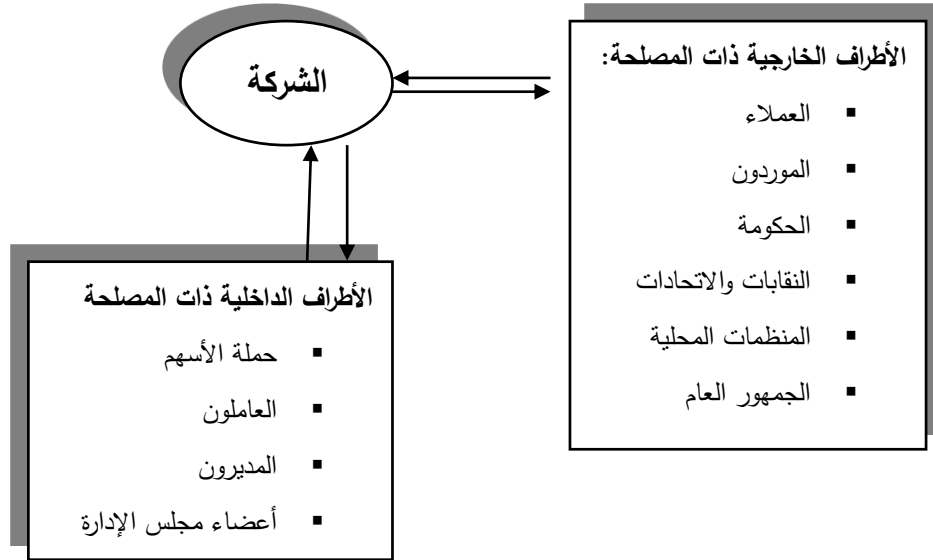 الشركة
الأطراف الخارجية ذات المصلحة:
▪ العملاء
▪ الموردون
▪ الحكومة
▪ النقابات والاتحادات
▪ المنظمات المحلية
▪ الجمهور العام
الأطراف الداخلية ذات المصلحة
▪ حملة الأسهم
▪ العاملون
▪ المديرون
▪ أعضاء مجلس الإدارة